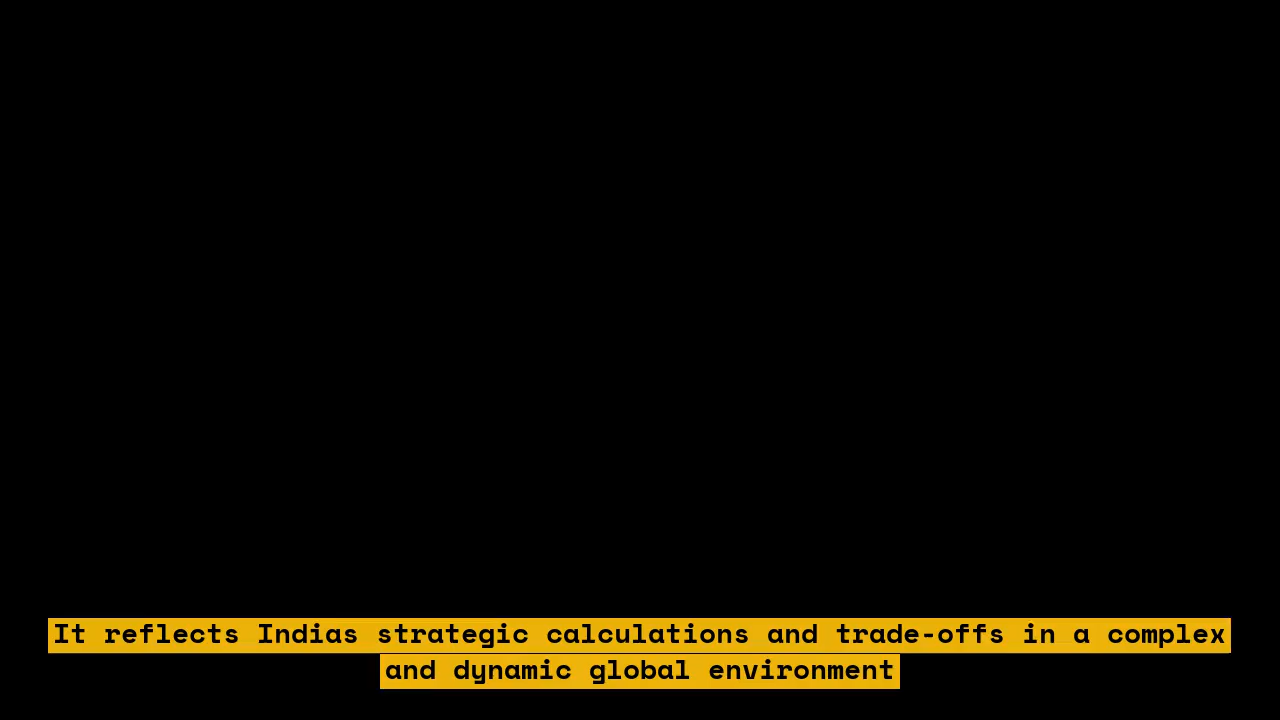 It reflects Indias strategic calculations and trade-offs in a complex
and dynamic global environment